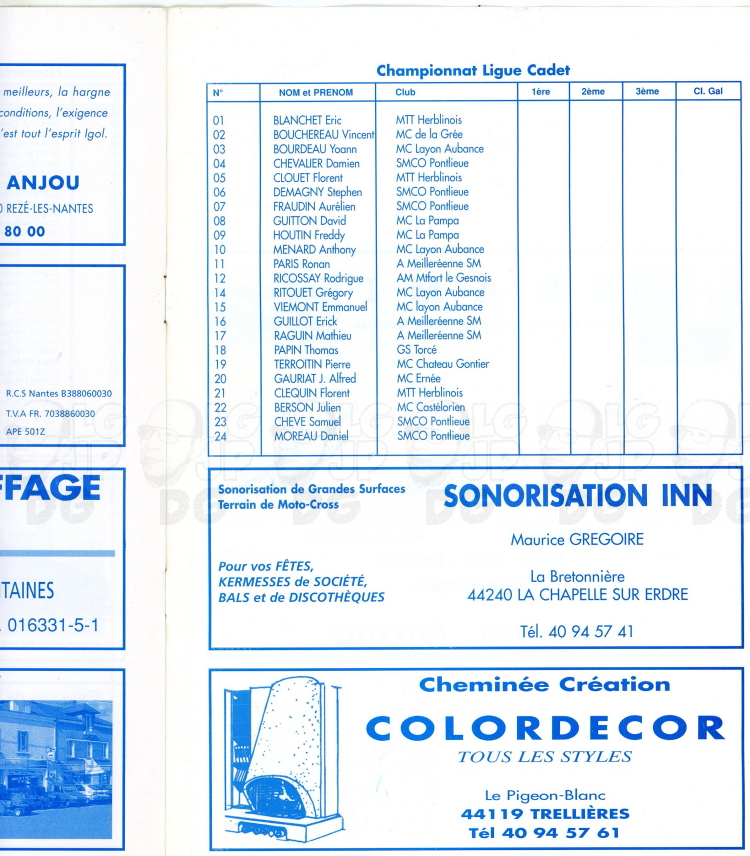 meilleurs, la hargne
conditions, l'exigence
'est tout l'esprit Igol.
ANJOU
0 REZÉ-LES-NANTES
80 00
R.C.S Nantes B388060030
T.V.A FR. 7038860030
APE 501Z
FFAGE
TAINES
. 016331-5-1
Championnat Ligue Cadet
N° NOM et PRENOM Club 1ère 2ème 3ème Cl. Gal
01 BLANCHET Eric MTT Herblinois
02 BOUCHEREAU Vincent MC de la Grée
03 BOURDEAU Yoann MC Layon Aubance
04 CHEVALIER Damien SMCO Pontlieue
05 CLOUET Florent MTT Herblinois
06 DEMAGNY Stephen SMCO Pontlieue
07 FRAUDIN Aurélien SMCO Pontlieue
08 GUITTON David MC La Pampa
09 HOUTIN Freddy MC La Pampa
10 MENARD Anthony MC Layon Aubance
11 PARIS Ronan A Meilleréenne SM
12 RICOSSAY Rodrigue AM Mtfort le Gesnois
14 RITOUET Grégory MC Layon Aubance
15 VIEMONT Emmanuel MC layon Aubance
16 GUILLOT Erick A Meilleréenne SM
17 RAGUIN Mathieu A Meilleréenne SM
18 PAPIN Thomas GS Torcé
19 TERROITIN Pierre MC Chateau Gontier
20 GAURIAT J. Alfred MC Ernée
21 CLEQUIN Florent MTT Herblinois
22 BERSON Julien MC Castélorien
23 CHEVE Samuel SMCO Pontlieue
24 MOREAU Daniel SMCO Pontlieue
Sonorisation de Grandes Surfaces
Terrain de Moto-Cross
Pour vos FÊTES,
KERMESSES de SOCIÉTÉ,
BALS et de DISCOTHÈQUES
SONORISATION INN
Maurice GREGOIRE
La Bretonnière
44240 LA CHAPELLE SUR ERDRE
Tél. 40 94 57 41
Cheminée Création
COLORDECOR
TOUS LES STYLES
Le Pigeon-Blanc
44119 TRELLIÈRES
Tél 40 94 57 61
LG JP DG